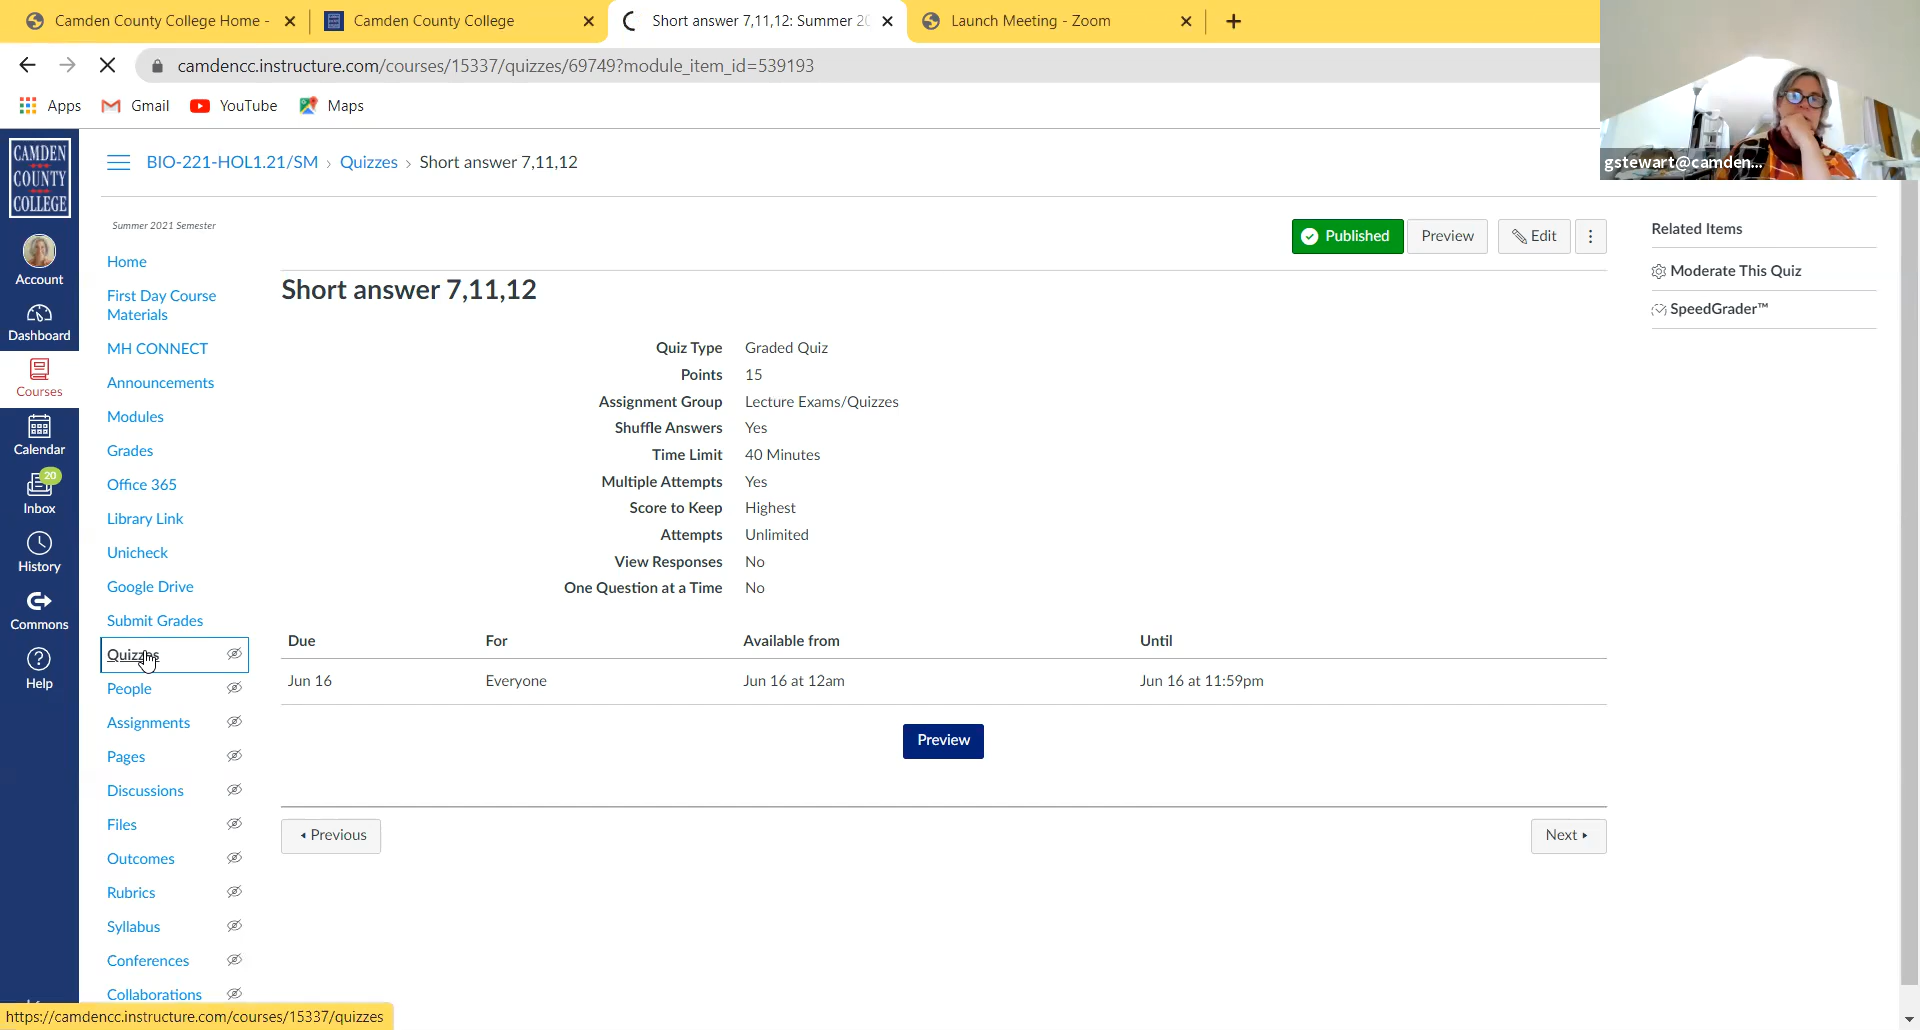 Camden County College Home -
Camden County College
Short answer 7,11,12: Summer 20
Launch Meeting - Zoom
camdencc.instructure.com/courses/15337/quizzes/69749?module_item_id=539193
Apps
Gmail
YouTube
Maps
gstewart@camden...
CAMDEN
COUNTY
COLLEGE
Account
Dashboard
Courses
Calendar
20
Inbox
History
Commons
Help
BIO-221-HOL1.21/SM › Quizzes › Short answer 7,11,12
Summer 2021 Semester
Home
First Day Course
Materials
MH CONNECT
Announcements
Modules
Grades
Office 365
Library Link
Unicheck
Google Drive
Submit Grades
Quizzes
People
Assignments
Pages
Discussions
Files
Outcomes
Rubrics
Syllabus
Conferences
Collaborations
Published
Preview
Edit
Short answer 7,11,12
Quiz Type Graded Quiz
Points 15
Assignment Group Lecture Exams/Quizzes
Shuffle Answers Yes
Time Limit 40 Minutes
Multiple Attempts Yes
Score to Keep Highest
Attempts Unlimited
View Responses No
One Question at a Time No
Due For Available from Until
Jun 16 Everyone Jun 16 at 12am Jun 16 at 11:59pm
Preview
Previous
Next
Related Items
Moderate This Quiz
SpeedGrader™
https://camdencc.instructure.com/courses/15337/quizzes